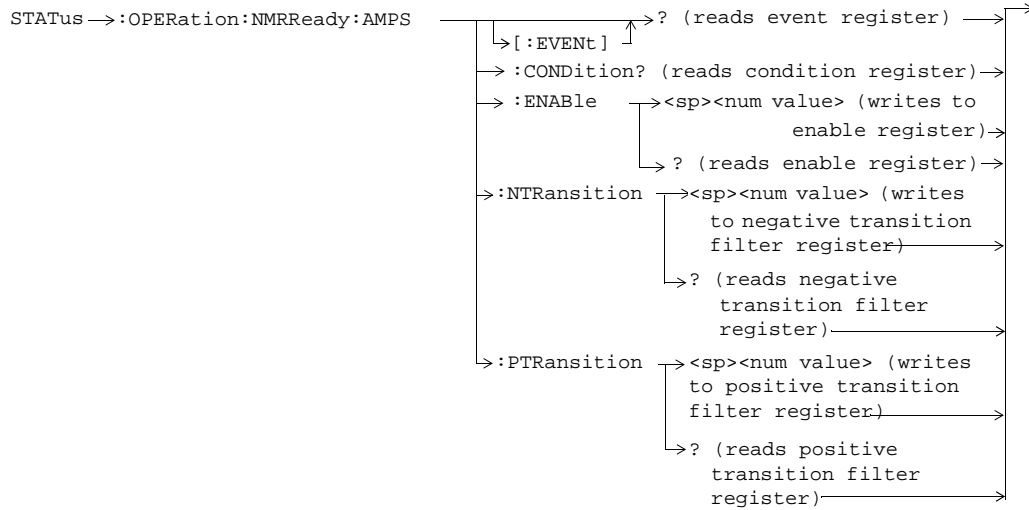 STATus :OPERation:NMRReady:AMPS ? (reads event register)
[:EVENt]
:CONDition? (reads condition register)
:ENABle <sp><num value> (writes to
enable register)
? (reads enable register)
:NTRansition <sp><num value> (writes
to negative transition
filter register)
? (reads negative
transition filter
register)
:PTRansition <sp><num value> (writes
to positive transition
filter register)
? (reads positive
transition filter
register)